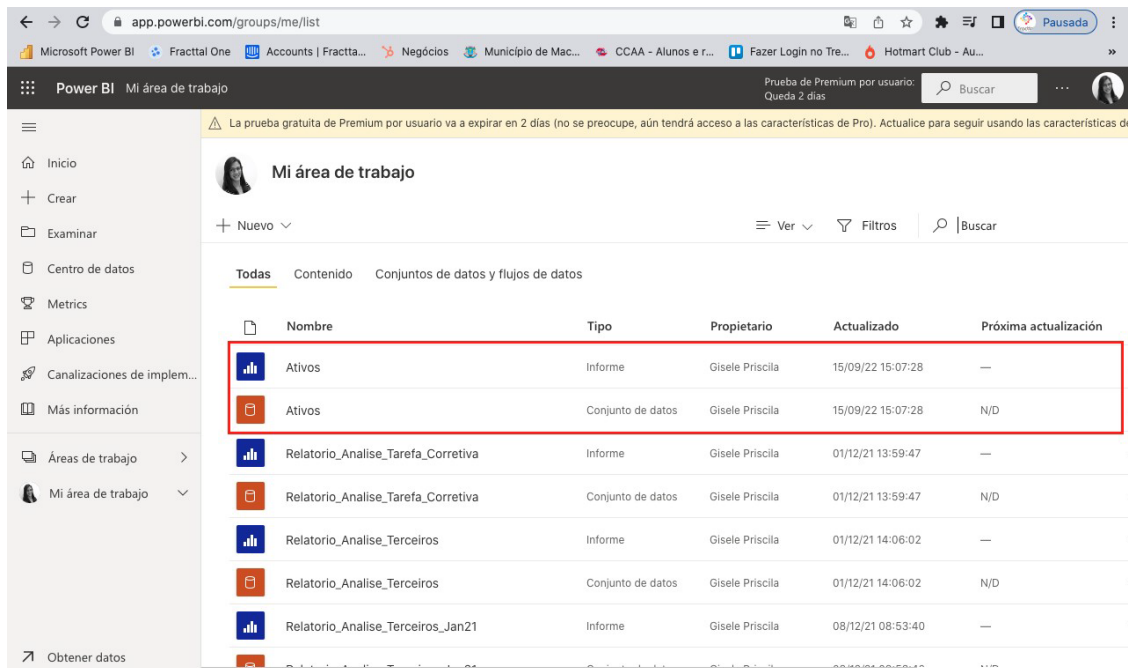 app.powerbi.com/groups/me/list
Pausada
Microsoft Power BI Fracttal One Accounts | Fractta... Negócios Município de Mac... CCAA - Alunos e r... Fazer Login no Tre... Hotmart Club - Au... »
Power BI Mi área de trabajo
Prueba de Premium por usuario:
Queda 2 días
Buscar
La prueba gratuita de Premium por usuario va a expirar en 2 días (no se preocupe, aún tendrá acceso a las características de Pro). Actualice para seguir usando las características de
Inicio
Crear
Examinar
Centro de datos
Metrics
Aplicaciones
Canalizaciones de implem...
Más información
Áreas de trabajo
Mi área de trabajo
Obtener datos
Mi área de trabajo
Nuevo Ver Filtros Buscar
Todas Contenido Conjuntos de datos y flujos de datos
Nombre Tipo Propietario Actualizado Próxima actualización
Ativos Informe Gisele Priscila 15/09/22 15:07:28 —
Ativos Conjunto de datos Gisele Priscila 15/09/22 15:07:28 N/D
Relatorio_Analise_Tarefa_Corretiva Informe Gisele Priscila 01/12/21 13:59:47 —
Relatorio_Analise_Tarefa_Corretiva Conjunto de datos Gisele Priscila 01/12/21 13:59:47 N/D
Relatorio_Analise_Terceiros Informe Gisele Priscila 01/12/21 14:06:02 —
Relatorio_Analise_Terceiros Conjunto de datos Gisele Priscila 01/12/21 14:06:02 N/D
Relatorio_Analise_Terceiros_Jan21 Informe Gisele Priscila 08/12/21 08:53:40 —